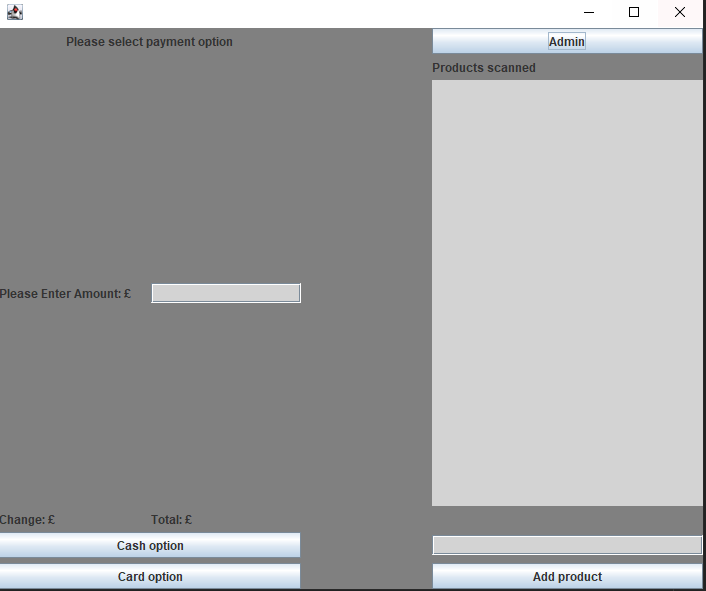 Please select payment option
Admin
Products scanned
Please Enter Amount: £
Change: £
Total: £
Cash option
Card option
Add product